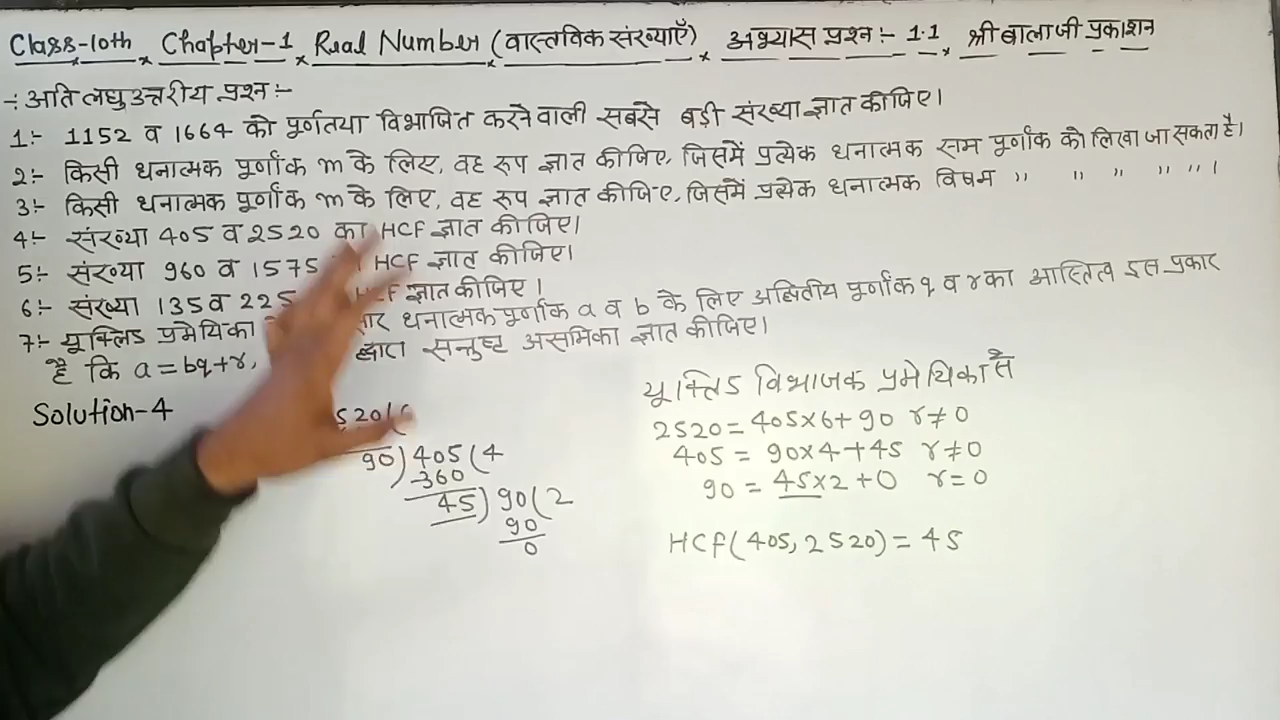 Class-10th × Chapter-1 × Real Number (वास्तविक संख्याएँ) × अभ्यास प्रश्न:- 1.1 × श्री बालाजी प्रकाशन
-: अति लघु उत्तरीय प्रश्न:-
1:- 1152 व 1664 को पूर्णतया विभाजित करने वाली सबसे बड़ी संख्या ज्ञात कीजिए।
2:- किसी धनात्मक पूर्णांक m के लिए, वह रूप ज्ञात कीजिए, जिसमें प्रत्येक धनात्मक सम पूर्णांक को लिखा जा सकता है।
3:- किसी धनात्मक पूर्णांक m के लिए, वह रूप ज्ञात कीजिए, जिसमें प्रत्येक धनात्मक विषम " " " " " ।
4:- संख्या 405 व 2520 का HCF ज्ञात कीजिए।
5:- संख्या 960 व 1575 HCF ज्ञात कीजिए।
6:- संख्या 135 व 225 HCF ज्ञात कीजिए।
7:- यूक्लिड प्रमेयिका धनात्मक पूर्णांक a व b के लिए अद्वितीय पूर्णांक q व r का अस्तित्व इस प्रकार
है कि a = bq + r, द्वारा सन्तुष्ट असमिका ज्ञात कीजिए।
Solution-4
520(
90) 405 (4
-360
45) 90 (2
90
0
यूक्लिड विभाजक प्रमेयिका से
2520 = 405×6 + 90 r ≠ 0
405 = 90×4 + 45 r ≠ 0
90 = 45×2 + 0 r = 0
HCF(405, 2520) = 45